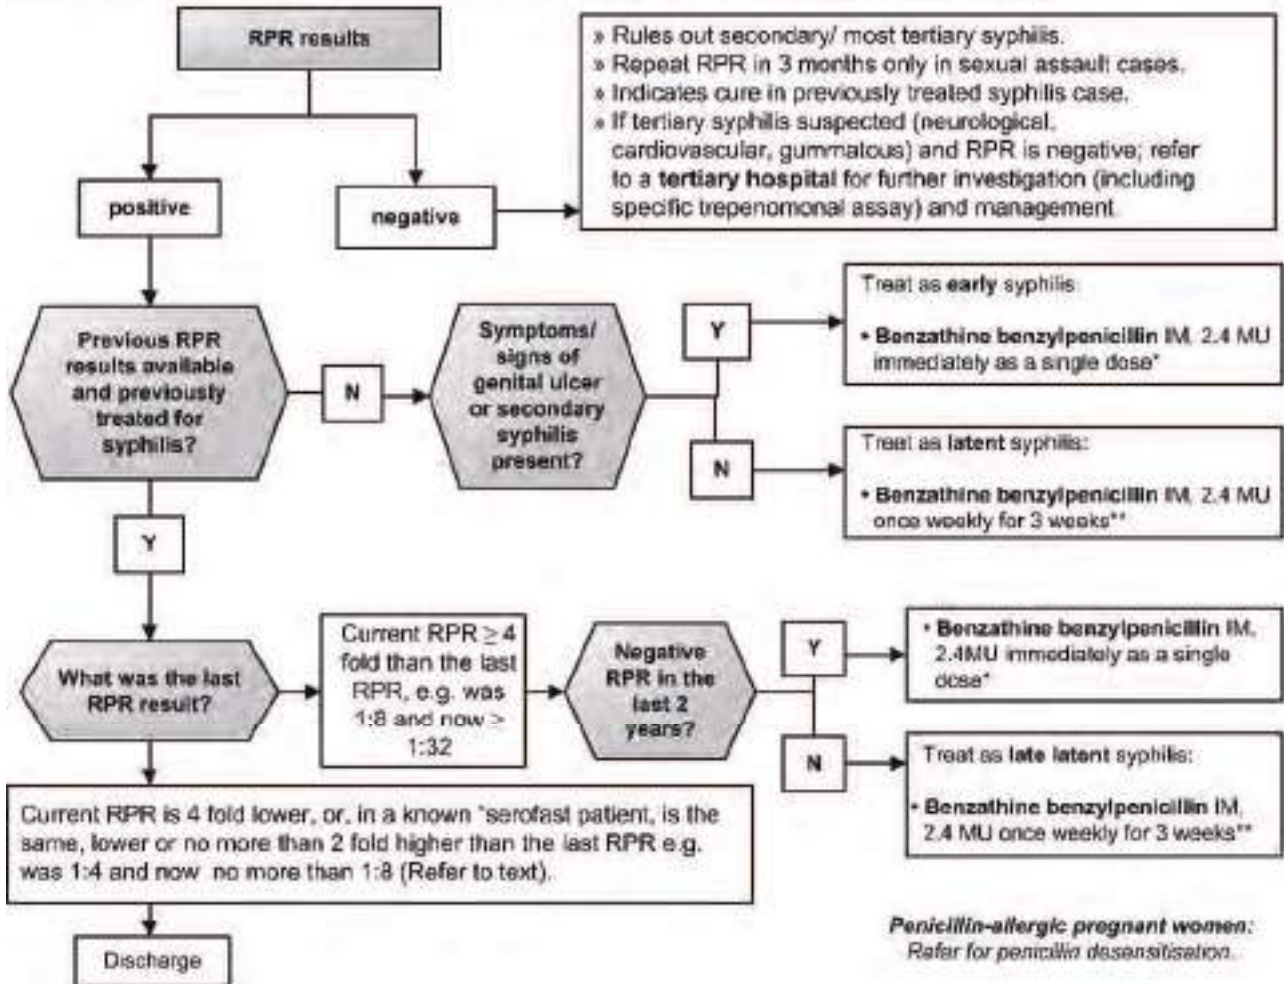 RPR results
» Rules out secondary/ most tertiary syphilis.
» Repeat RPR in 3 months only in sexual assault cases.
» Indicates cure in previously treated syphilis case.
» If tertiary syphilis suspected (neurological,
cardiovascular, gummatous) and RPR is negative; refer
to a tertiary hospital for further investigation (including
specific trepenomonal assay) and management.
positive
negative
Previous RPR
results available
and previously
treated for
syphilis?
N
Symptoms/
signs of
genital ulcer
or secondary
syphilis
present?
Y
Treat as early syphilis:
• Benzathine benzylpenicillin IM, 2.4 MU
immediately as a single dose*
N
Treat as latent syphilis:
• Benzathine benzylpenicillin IM, 2.4 MU
once weekly for 3 weeks**
Y
What was the last
RPR result?
Current RPR ≥ 4
fold than the last
RPR, e.g. was
1:8 and now ≥
1:32
Negative
RPR in the
last 2
years?
Y
• Benzathine benzylpenicillin IM,
2.4MU immediately as a single
dose*
N
Treat as late latent syphilis:
• Benzathine benzylpenicillin IM,
2.4 MU once weekly for 3 weeks**
Current RPR is 4 fold lower, or, in a known *serofast patient, is the
same, lower or no more than 2 fold higher than the last RPR e.g.
was 1:4 and now no more than 1:8 (Refer to text).
Discharge
Penicillin-allergic pregnant women:
Refer for penicillin desensitisation.